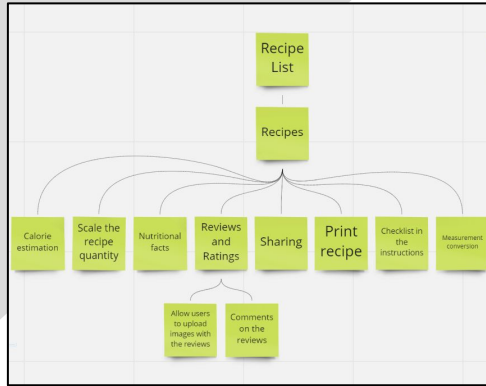 Recipe
List
Recipes
Calorie
estimation
Scale the
recipe
quantity
Nutritional
facts
Reviews
and
Ratings
Sharing
Print
recipe
Checklist in
the
instructions
Measurement
conversion
Allow users
to upload
images with
the reviews
Comments
on the
reviews